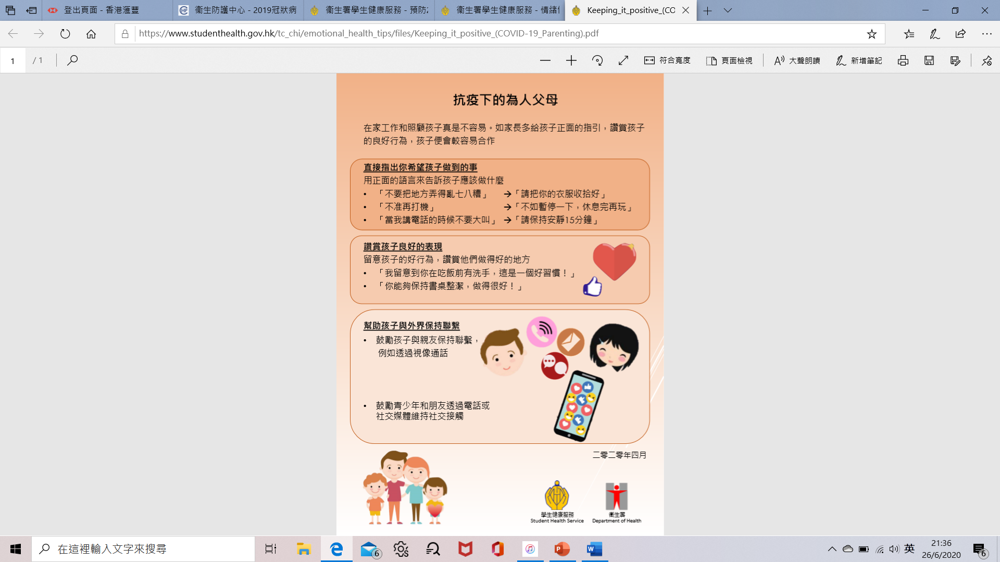 登出頁面 - 香港滙豐
衞生防護中心 - 2019冠狀病
衞生署學生健康服務 - 預防2
衞生署學生健康服務 - 情緒健
Keeping_it_positive_(CO
https://www.studenthealth.gov.hk/tc_chi/emotional_health_tips/files/Keeping_it_positive_(COVID-19_Parenting).pdf
1 / 1
符合寬度
頁面檢視
大聲朗讀
新增筆記
抗疫下的為人父母
在家工作和照顧孩子真是不容易。如家長多給孩子正面的指引，讚賞孩子
的良好行為，孩子便會較容易合作
直接指出你希望孩子做到的事
用正面的語言來告訴孩子應該做什麼
• 「不要把地方弄得亂七八糟」 →「請把你的衣服收拾好」
• 「不准再打機」 →「不如暫停一下，休息完再玩」
• 「當我講電話的時候不要大叫」 →「請保持安靜15分鐘」
讚賞孩子良好的表現
留意孩子的好行為，讚賞他們做得好的地方
• 「我留意到你在吃飯前有洗手，這是一個好習慣！」
• 「你能夠保持書桌整潔，做得很好！」
幫助孩子與外界保持聯繫
• 鼓勵孩子與親友保持聯繫，
例如透過視像通話
• 鼓勵青少年和朋友透過電話或
社交媒體維持社交接觸
二零二零年四月
學生健康服務
Student Health Service
衞生署
Department of Health
在這裡輸入文字來搜尋
6
英
21:36
26/6/2020
6